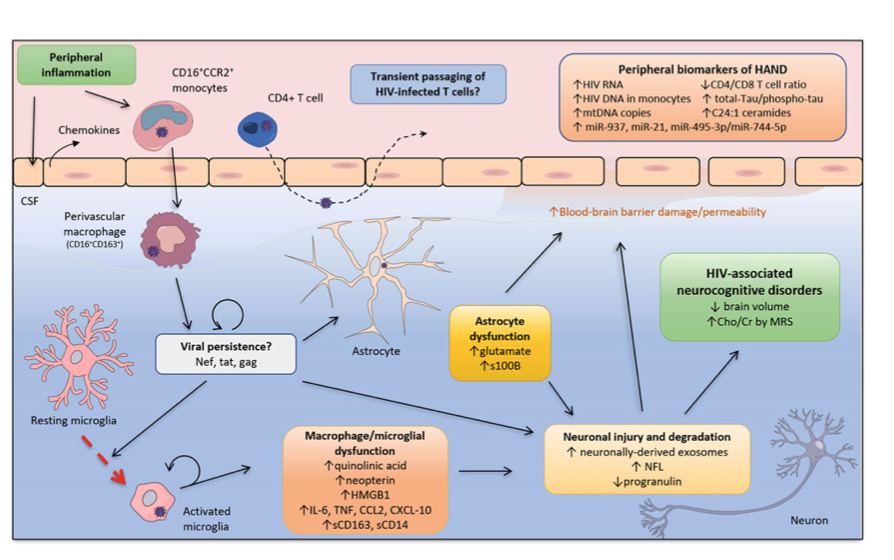 Peripheral
inflammation
CD16⁺CCR2⁺
monocytes
Chemokines
CD4+ T cell
Transient passaging of
HIV-infected T cells?
Peripheral biomarkers of HAND
↑HIV RNA ↓CD4/CD8 T cell ratio
↑HIV DNA in monocytes ↑ total-Tau/phospho-tau
↑mtDNA copies ↑C24:1 ceramides
↑ miR-937, miR-21, miR-495-3p/miR-744-5p
CSF
Perivascular
macrophage
(CD16⁺CD163⁺)
↑Blood-brain barrier damage/permeability
HIV-associated
neurocognitive disorders
↓ brain volume
↑Cho/Cr by MRS
Viral persistence?
Nef, tat, gag
Astrocyte
Astrocyte
dysfunction
↑glutamate
↑s100B
Resting microglia
Activated
microglia
Macrophage/microglial
dysfunction
↑quinolinic acid
↑neopterin
↑HMGB1
↑IL-6, TNF, CCL2, CXCL-10
↑sCD163, sCD14
Neuronal injury and degradation
↑ neuronally-derived exosomes
↑ NFL
↓progranulin
Neuron